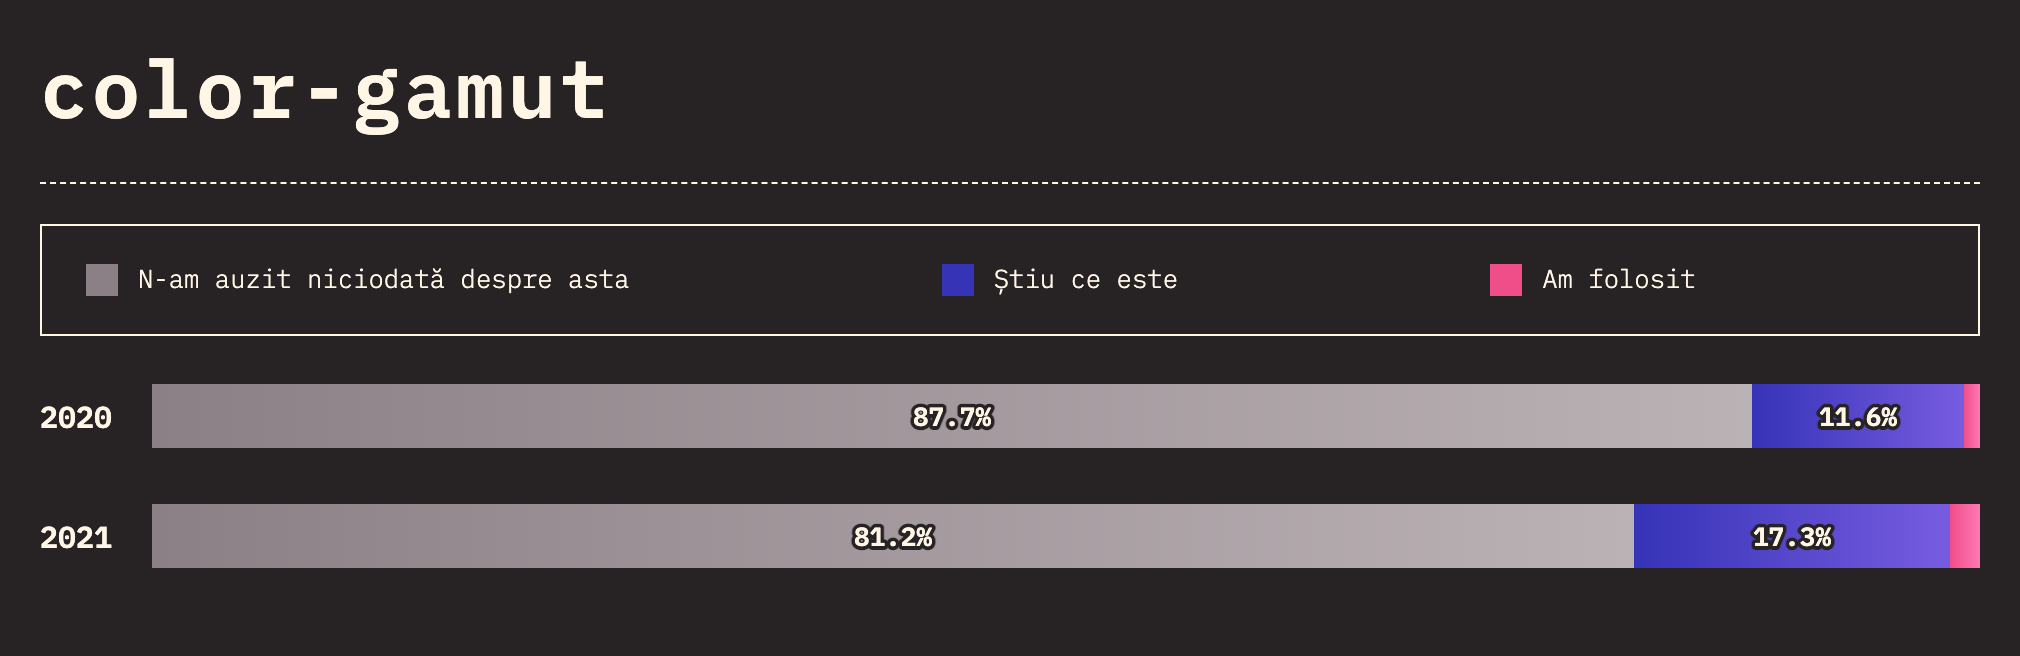 color-gamut
N-am auzit niciodată despre asta
Știu ce este
Am folosit
2020
87.7%
11.6%
2021
81.2%
17.3%